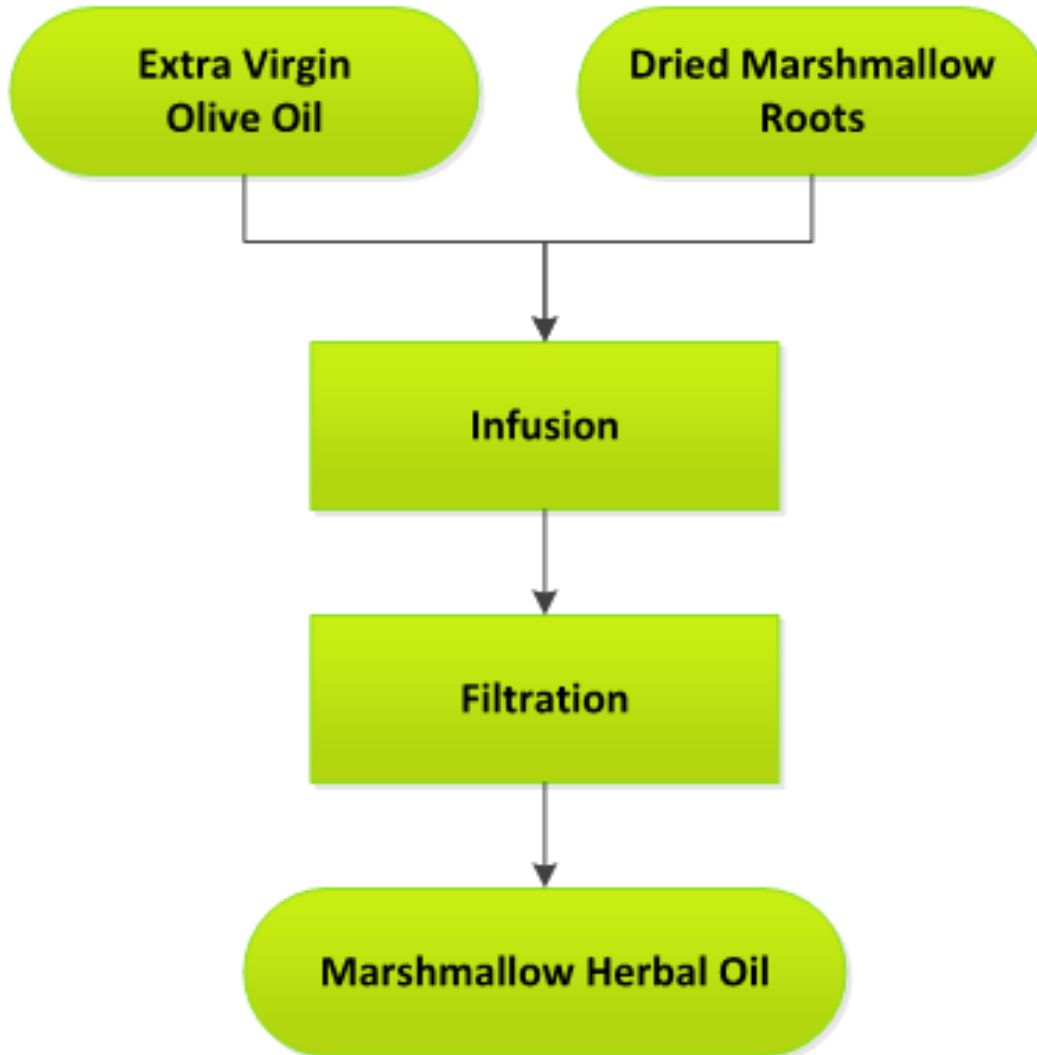 Extra Virgin
Olive Oil
Dried Marshmallow
Roots
Infusion
Filtration
Marshmallow Herbal Oil